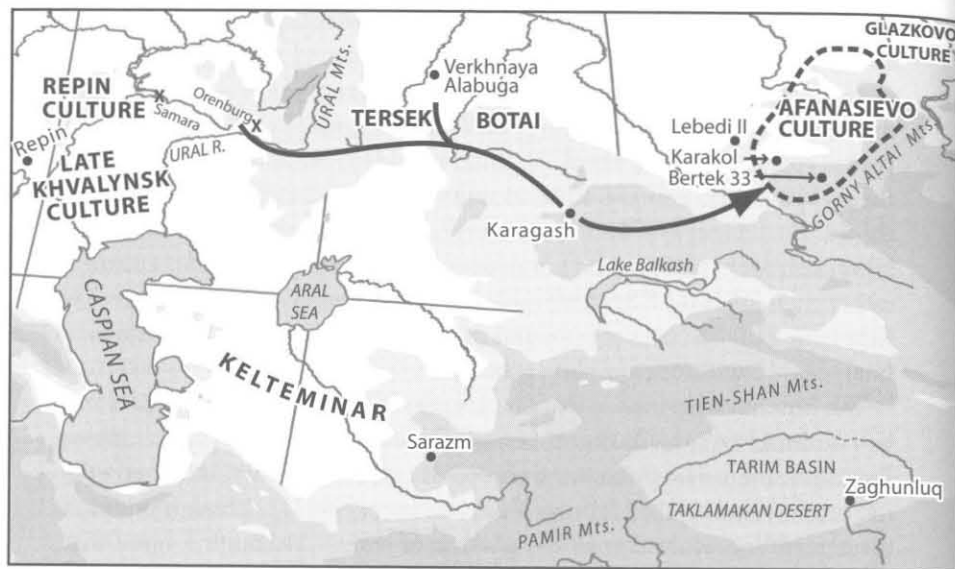 GLAZKOVO
CULTURE
REPIN
CULTURE
Samara
Orenburg
URAL Mts.
Verkhnaya
Alabuga
TERSEK
BOTAI
Lebedi II
AFANASIEVO
CULTURE
Karakol
Bertek 33
GORNY ALTAI Mts.
Repin
LATE
KHVALYNSK
CULTURE
URAL R.
Karagash
Lake Balkash
CASPIAN SEA
ARAL
SEA
KELTEMINAR
TIEN-SHAN Mts.
Sarazm
TARIM BASIN
Zaghunluq
TAKLAMAKAN DESERT
PAMIR Mts.